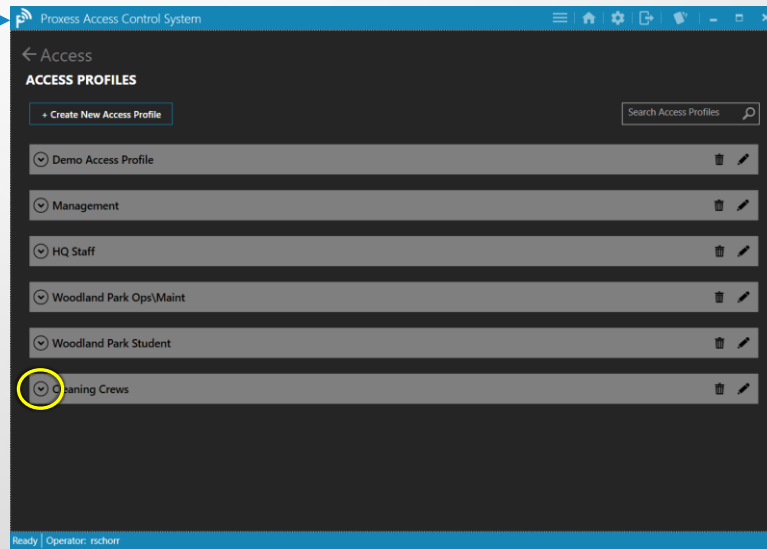 Proxess Access Control System
Access
ACCESS PROFILES
+ Create New Access Profile
Search Access Profiles
Demo Access Profile
Management
HQ Staff
Woodland Park Ops\Maint
Woodland Park Student
Cleaning Crews
Ready Operator: rschorr